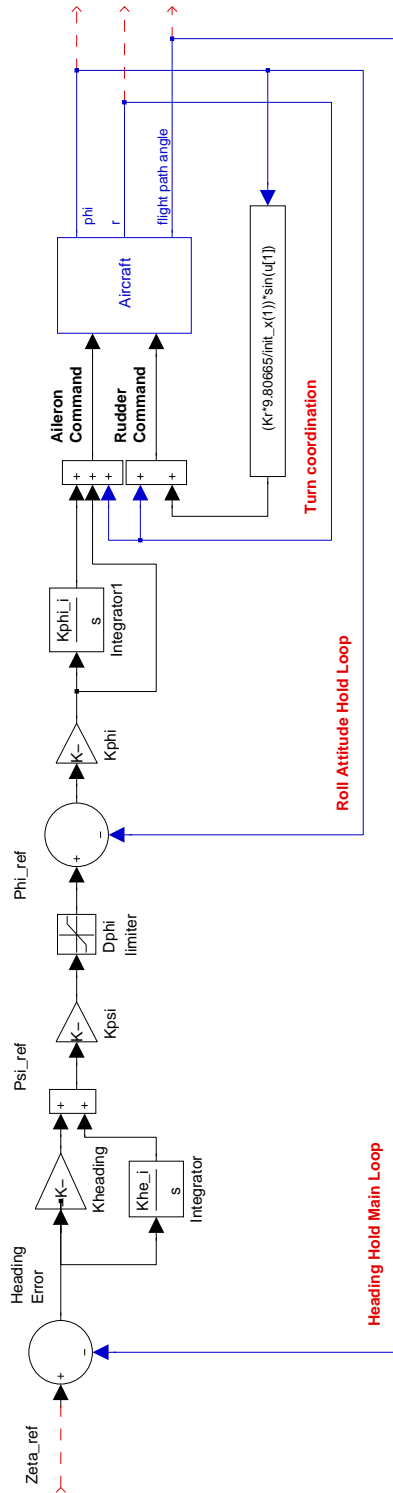 Zeta_ref
+
−
Heading
Error
K−
Kheading
Khe_i
s
Integrator
+
+
Psi_ref
K−
Kpsi
Dphi
limiter
Phi_ref
+
−
K−
Kphi
Kphi_i
s
Integrator1
+
+
+
Aileron
Command
+
+
Rudder
Command
Aircraft
phi
r
flight path angle
(Kr*9.80665/init_x(1))*sin(u[1])
Turn coordination
Roll Attitude Hold Loop
Heading Hold Main Loop